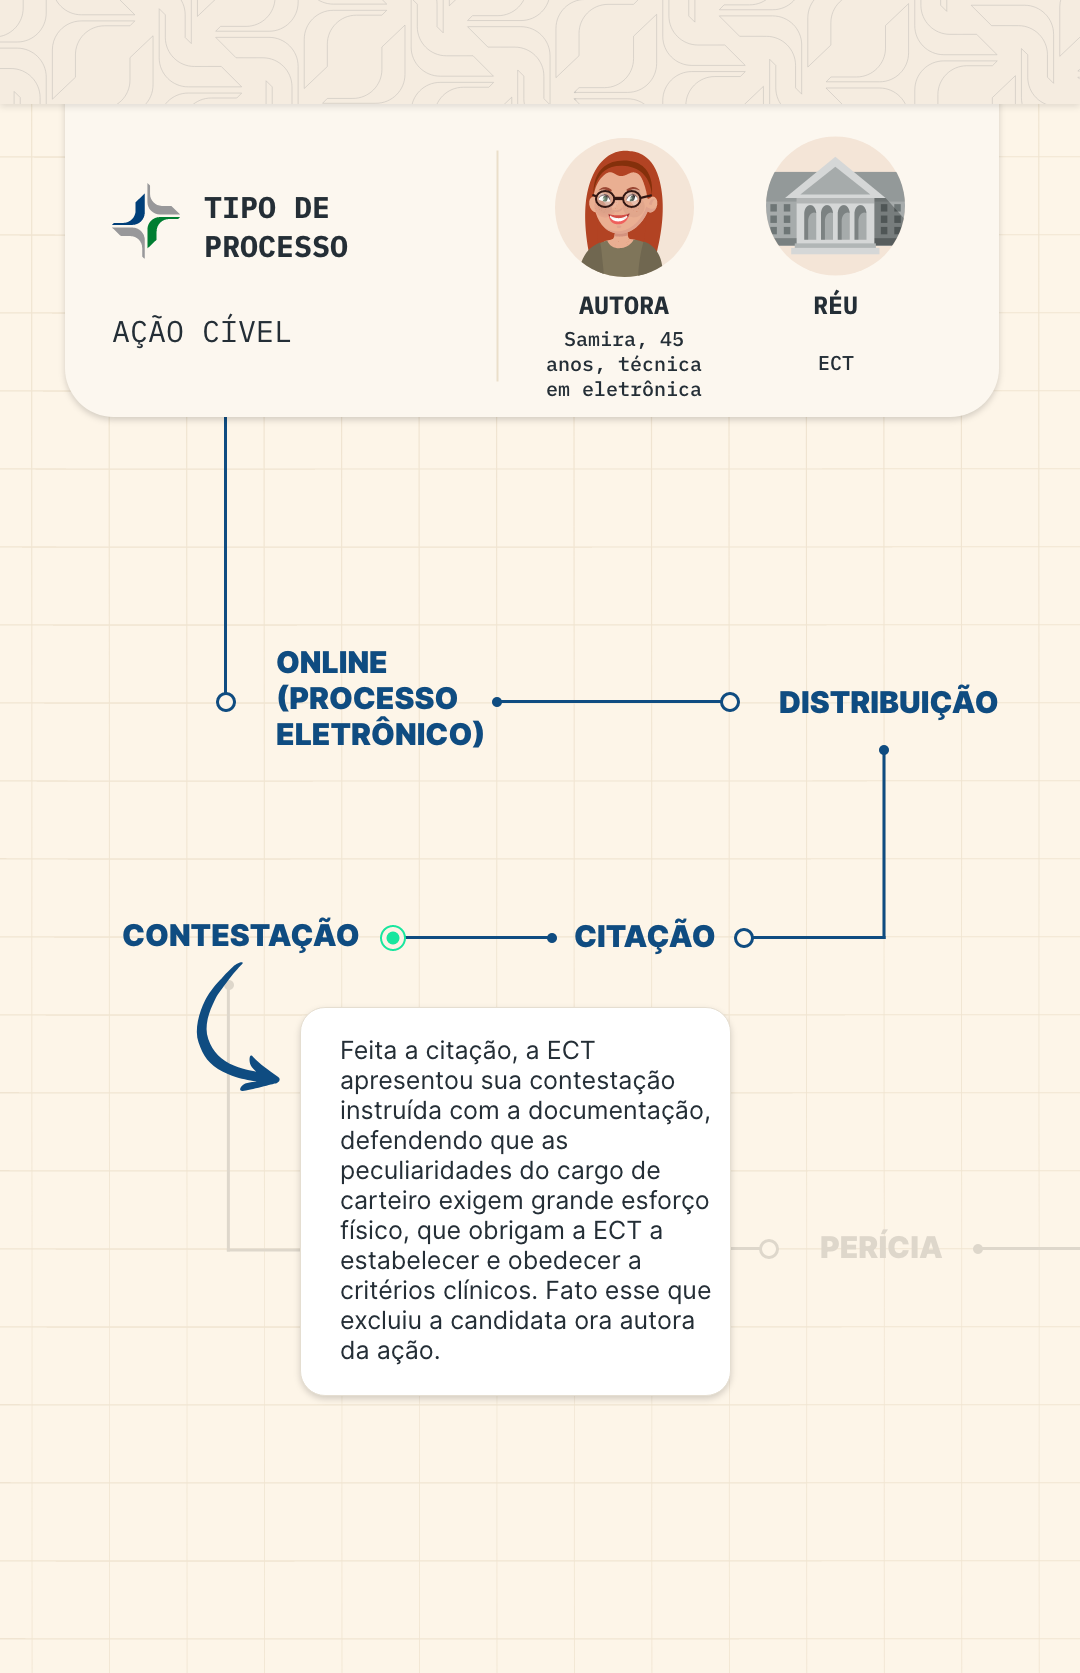 TIPO DE
PROCESSO
AÇÃO CÍVEL
AUTORA
Samira, 45
anos, técnica
em eletrônica
RÉU
ECT
ONLINE
(PROCESSO
ELETRÔNICO)
DISTRIBUIÇÃO
CONTESTAÇÃO
CITAÇÃO
Feita a citação, a ECT
apresentou sua contestação
instruída com a documentação,
defendendo que as
peculiaridades do cargo de
carteiro exigem grande esforço
físico, que obrigam a ECT a
estabelecer e obedecer a
critérios clínicos. Fato esse que
excluiu a candidata ora autora
da ação.
PERÍCIA